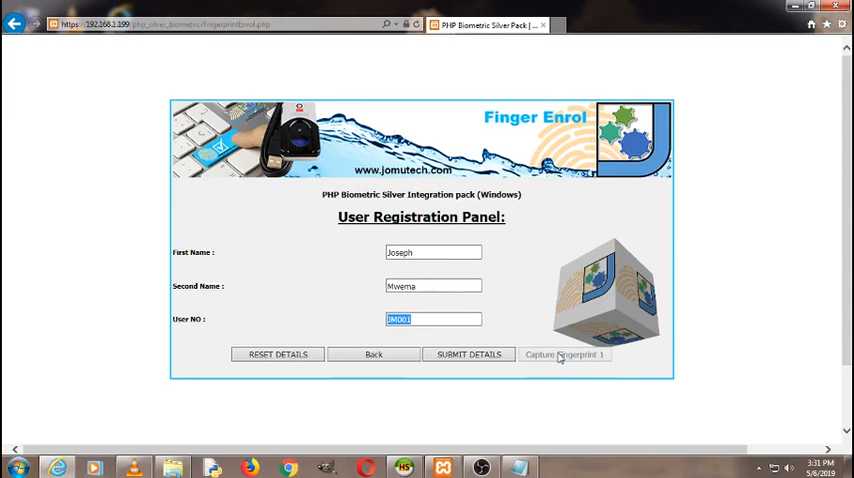 https://192.168.1.199/php_silver_biometric/fingerprintEnrol.php
PHP Biometric Silver Pack | ...
Finger Enrol
www.jomutech.com
PHP Biometric Silver Integration pack (Windows)
User Registration Panel:
First Name :
Joseph
Second Name :
Mwema
User NO :
JM001
RESET DETAILS
Back
SUBMIT DETAILS
Capture Fingerprint 1
HS
3:31 PM
5/6/2019